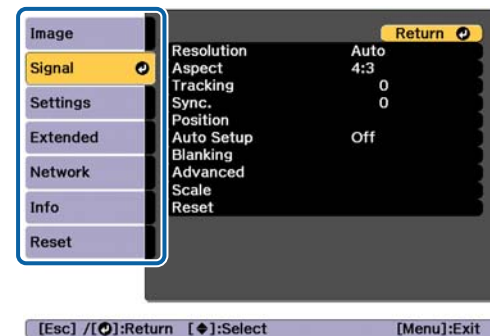 Image
Signal
Settings
Extended
Network
Info
Reset
Return
Resolution Auto
Aspect 4:3
Tracking 0
Sync. 0
Position
Auto Setup Off
Blanking
Advanced
Scale
Reset
[Esc] /[ ]:Return [ ]:Select [Menu]:Exit